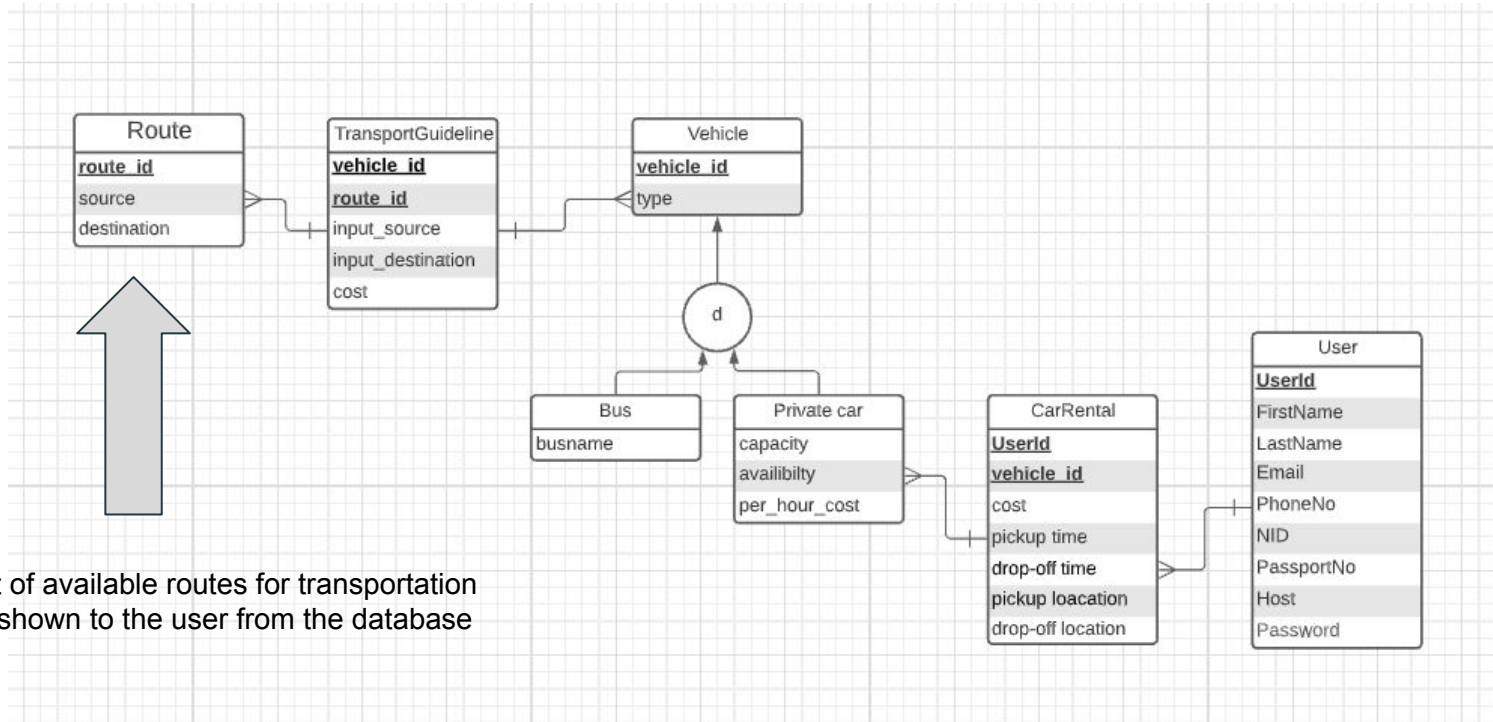 Route
route_id
source
destination
TransportGuideline
vehicle_id
route_id
input_source
input_destination
cost
Vehicle
vehicle_id
type
d
Bus
busname
Private car
capacity
availibilty
per_hour_cost
CarRental
UserId
vehicle_id
cost
pickup time
drop-off time
pickup loacation
drop-off location
User
UserId
FirstName
LastName
Email
PhoneNo
NID
PassportNo
Host
Password
of available routes for transportation
shown to the user from the database